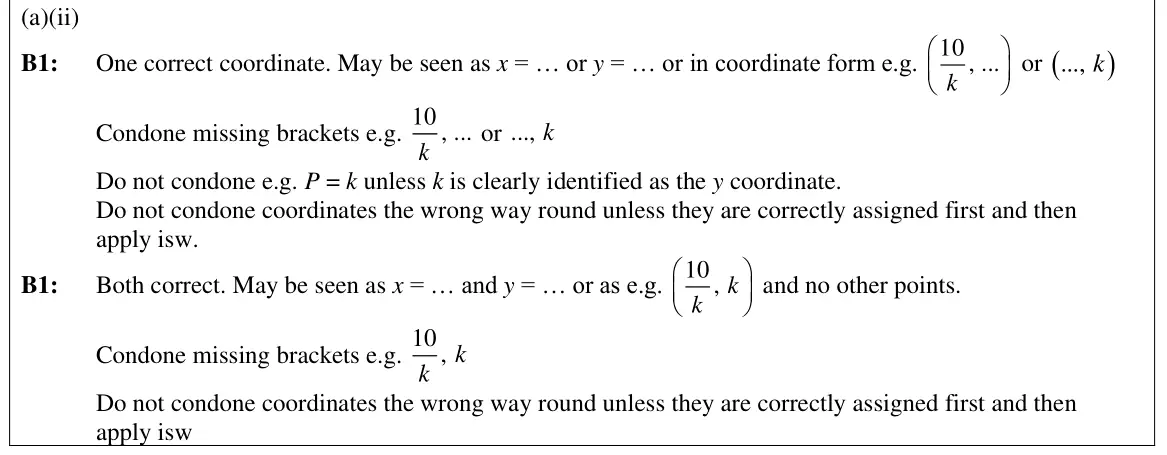 (a)(ii)
B1: One correct coordinate. May be seen as x = … or y = … or in coordinate form e.g. (10/k, ...) or (..., k)
Condone missing brackets e.g. 10/k, ... or ..., k
Do not condone e.g. P = k unless k is clearly identified as the y coordinate.
Do not condone coordinates the wrong way round unless they are correctly assigned first and then
apply isw.
B1: Both correct. May be seen as x = … and y = … or as e.g. (10/k, k) and no other points.
Condone missing brackets e.g. 10/k, k
Do not condone coordinates the wrong way round unless they are correctly assigned first and then
apply isw